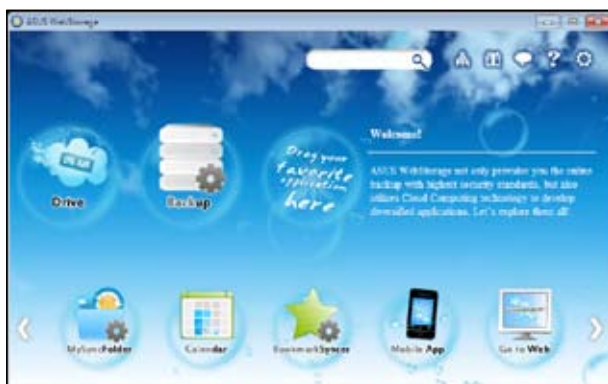 ASUS WebStorage
Drive
Backup
Drag your
favorite
application
here
Welcome!
ASUS WebStorage not only provides you the online
backup with highest security standards, but also
utilizes Cloud Computing technology to develop
diversified applications. Let's explore them all!
MySyncFolder
Calendar
BookmarkSyncer
Mobile App
Go to Web